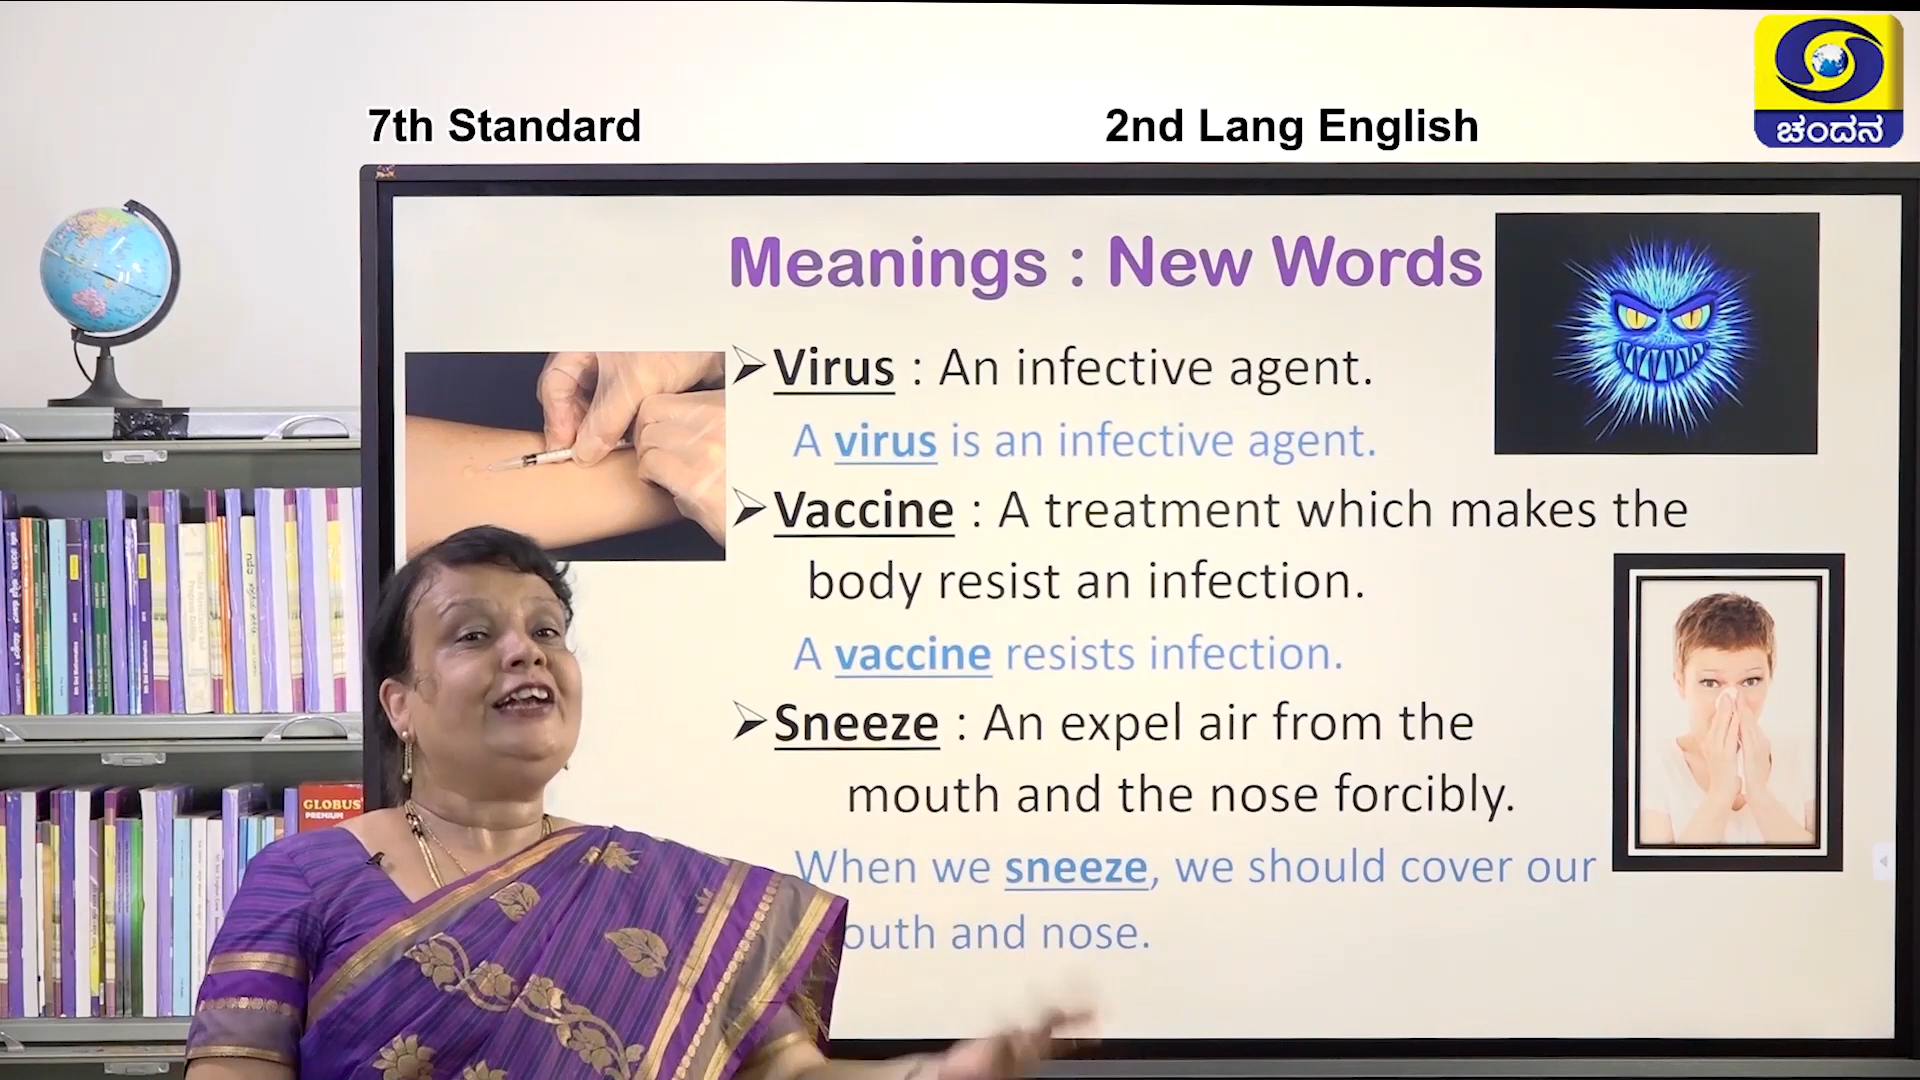 7th Standard
2nd Lang English
ಚಂದನ
Meanings : New Words
Virus : An infective agent.
A virus is an infective agent.
Vaccine : A treatment which makes the
body resist an infection.
A vaccine resists infection.
Sneeze : An expel air from the
mouth and the nose forcibly.
When we sneeze, we should cover our
outh and nose.
GLOBUS
PREMIUM